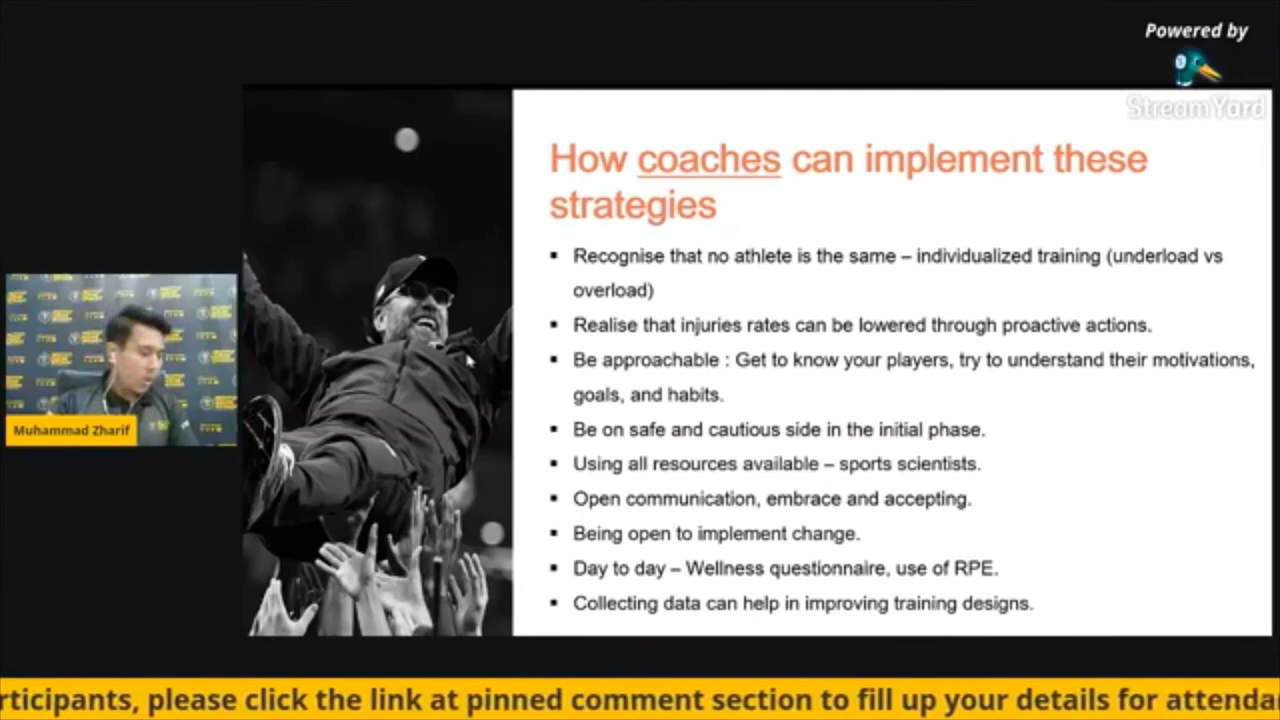 Powered by
StreamYard
How coaches can implement these
strategies
▪ Recognise that no athlete is the same – individualized training (underload vs
overload)
▪ Realise that injuries rates can be lowered through proactive actions.
▪ Be approachable : Get to know your players, try to understand their motivations,
goals, and habits.
▪ Be on safe and cautious side in the initial phase.
▪ Using all resources available – sports scientists.
▪ Open communication, embrace and accepting.
▪ Being open to implement change.
▪ Day to day – Wellness questionnaire, use of RPE.
▪ Collecting data can help in improving training designs.
Muhammad Zharif
rticipants, please click the link at pinned comment section to fill up your details for attenda